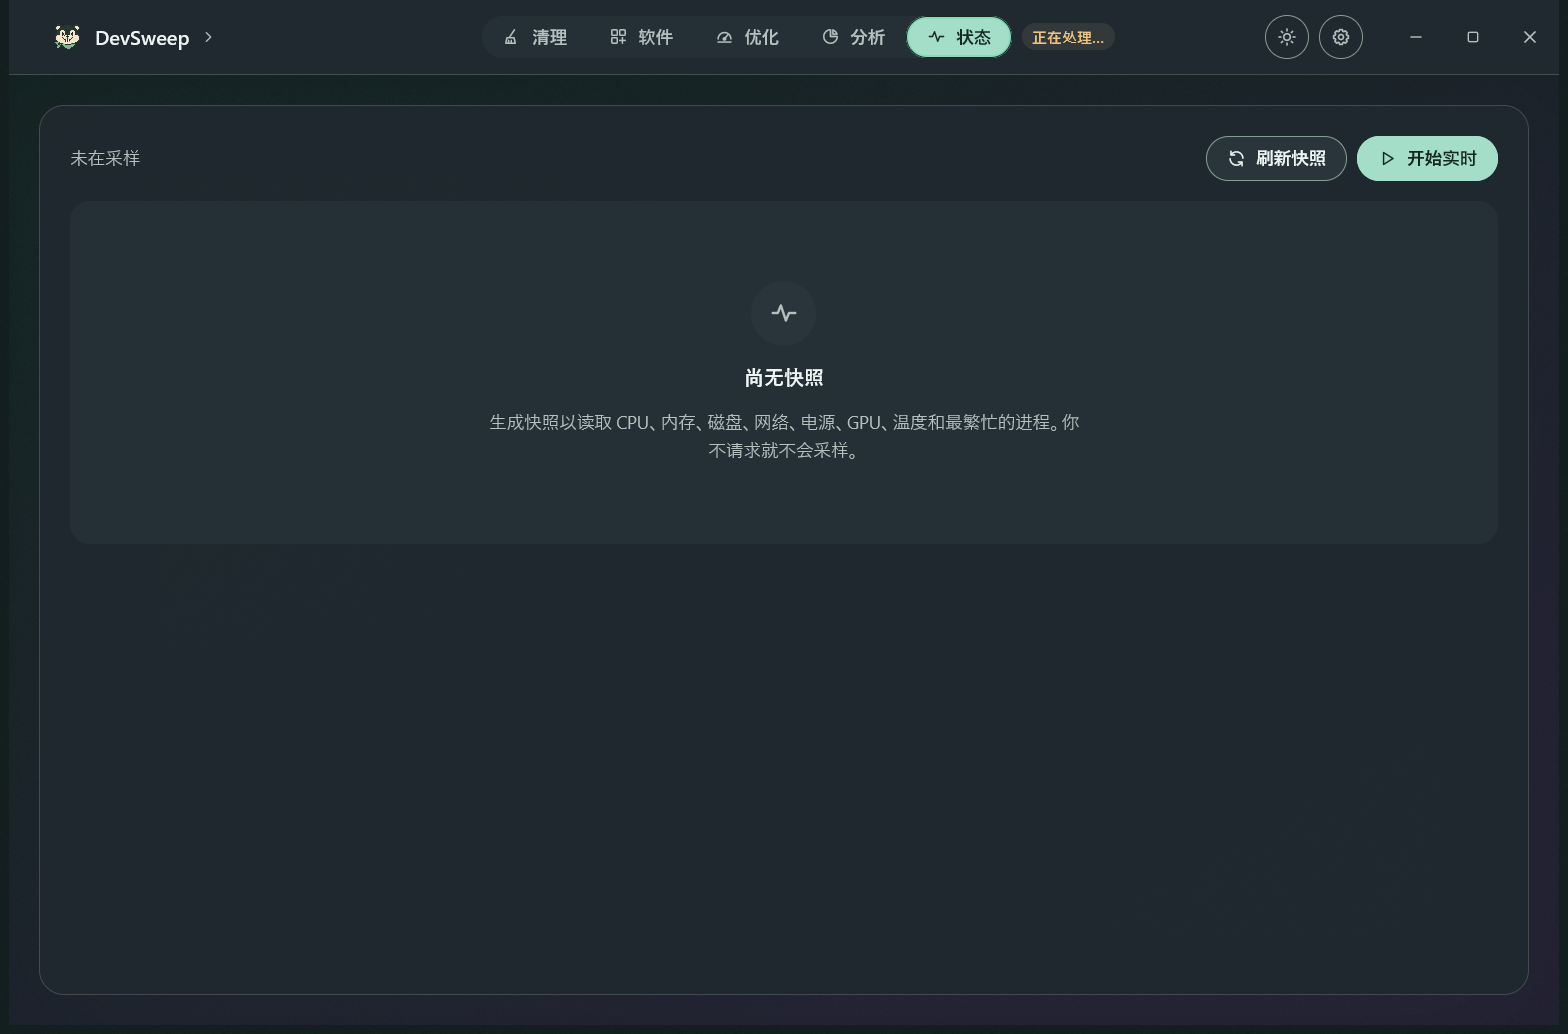 DevSweep
清理
软件
优化
分析
状态
正在处理...
未在采样
刷新快照
开始实时
尚无快照
生成快照以读取 CPU、内存、磁盘、网络、电源、GPU、温度和最繁忙的进程。你
不请求就不会采样。